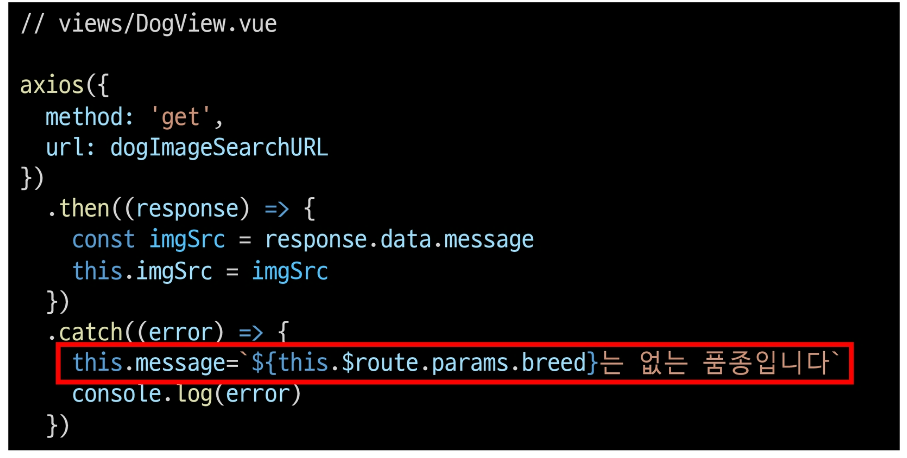 // views/DogView.vue
axios({
  method: 'get',
  url: dogImageSearchURL
})
  .then((response) => {
    const imgSrc = response.data.message
    this.imgSrc = imgSrc
  })
  .catch((error) => {
    this.message=`${this.$route.params.breed}는 없는 품종입니다`
    console.log(error)
  })